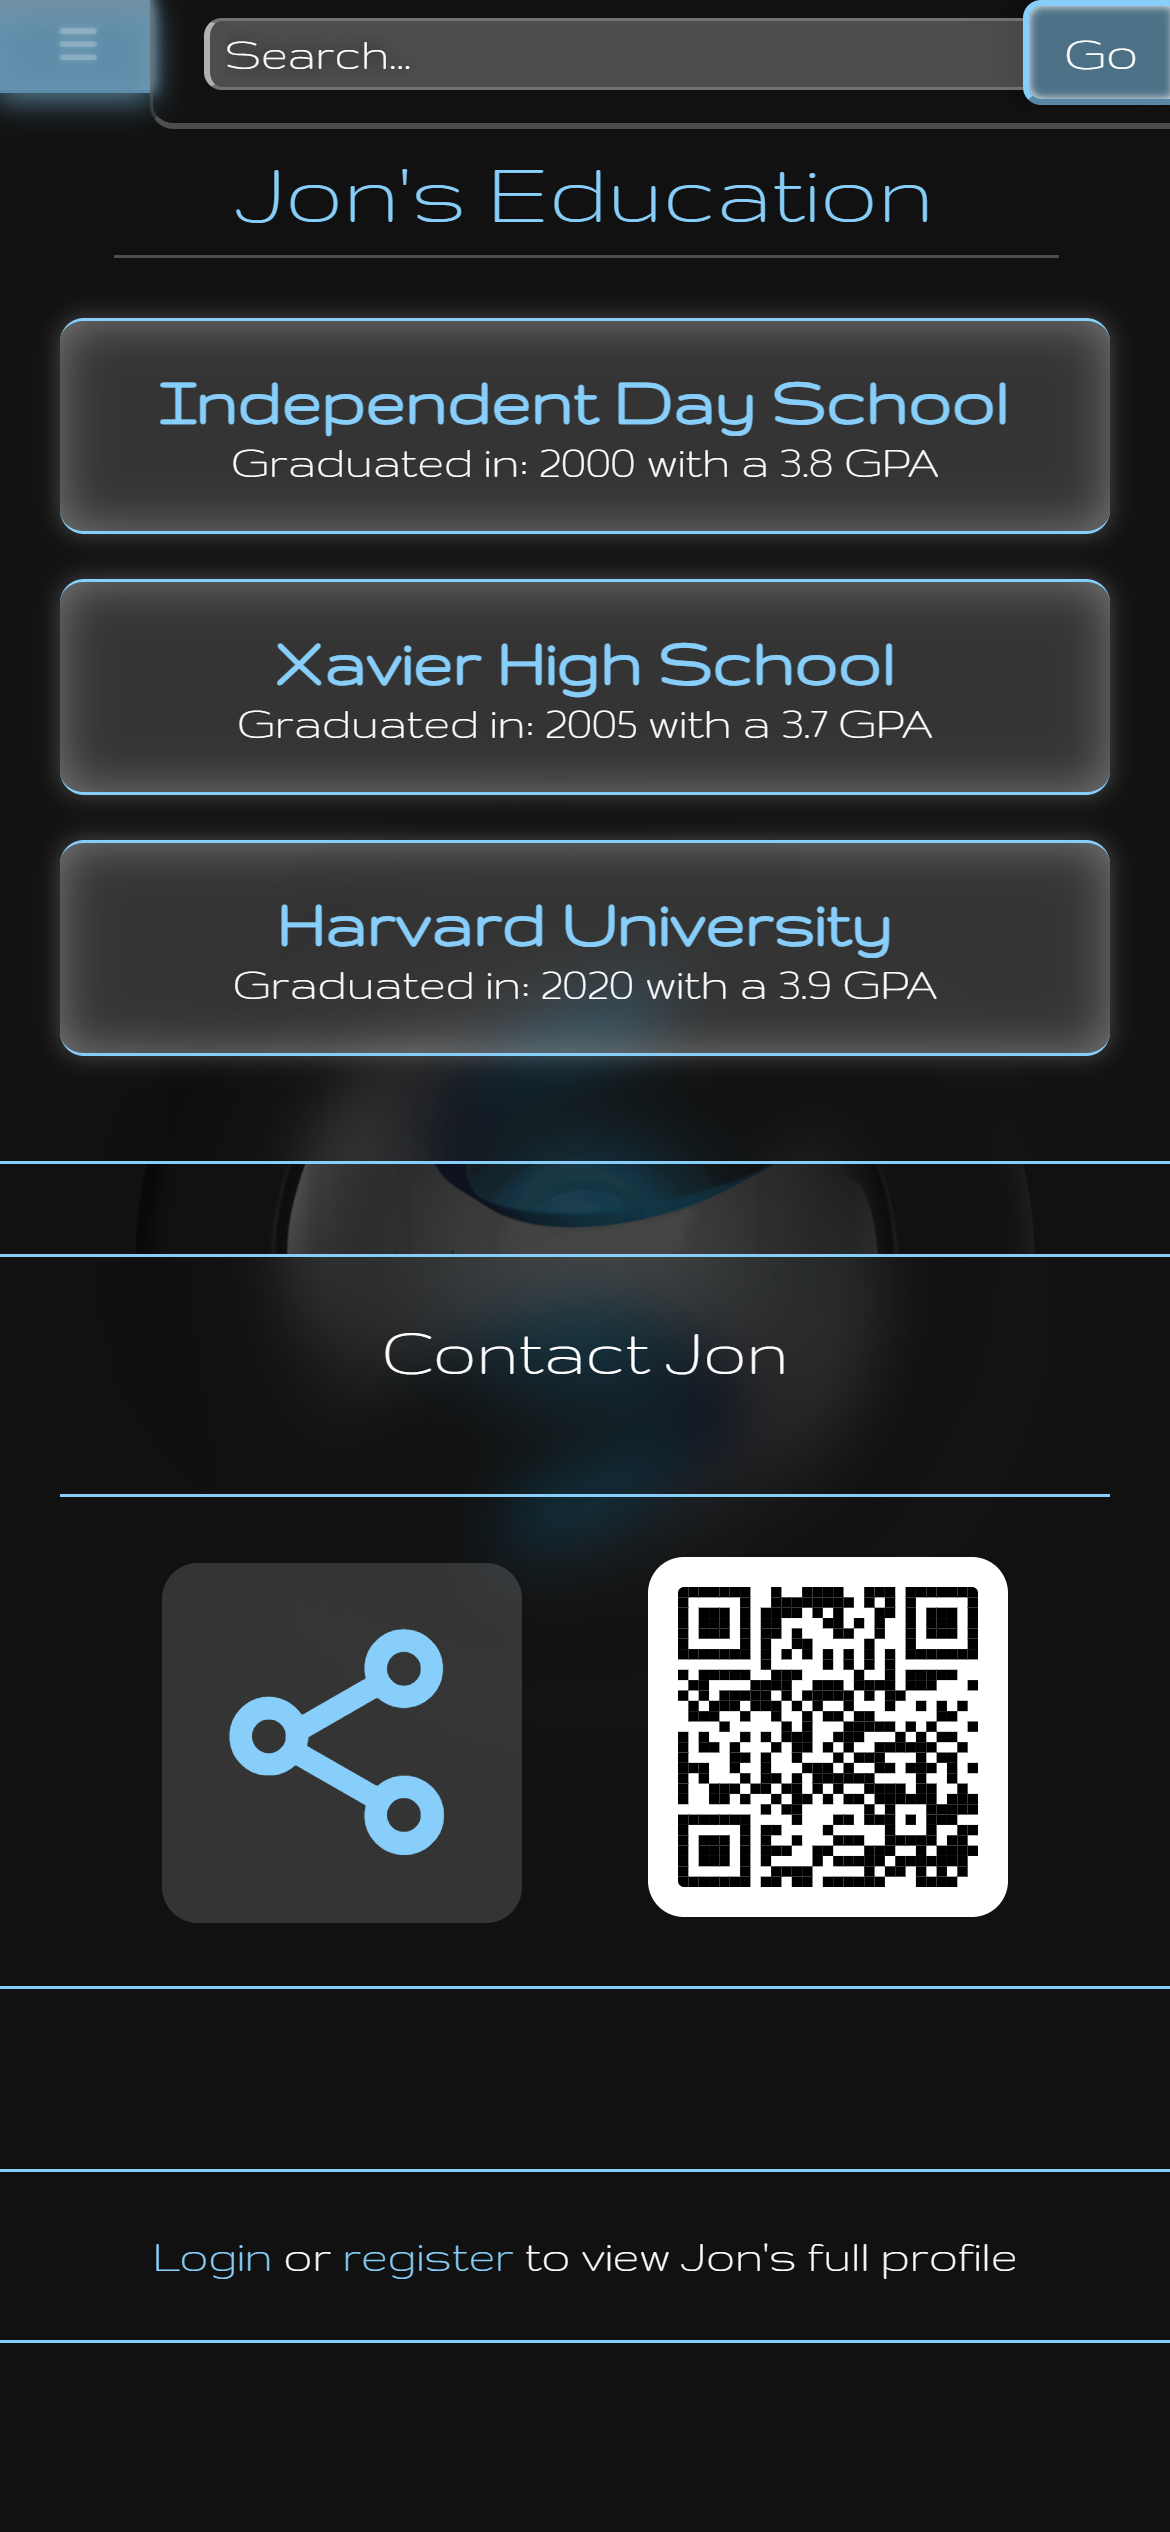 Search...
Go
Jon's Education
Independent Day School
Graduated in: 2000 with a 3.8 GPA
Xavier High School
Graduated in: 2005 with a 3.7 GPA
Harvard University
Graduated in: 2020 with a 3.9 GPA
Contact Jon
Login or register to view Jon's full profile